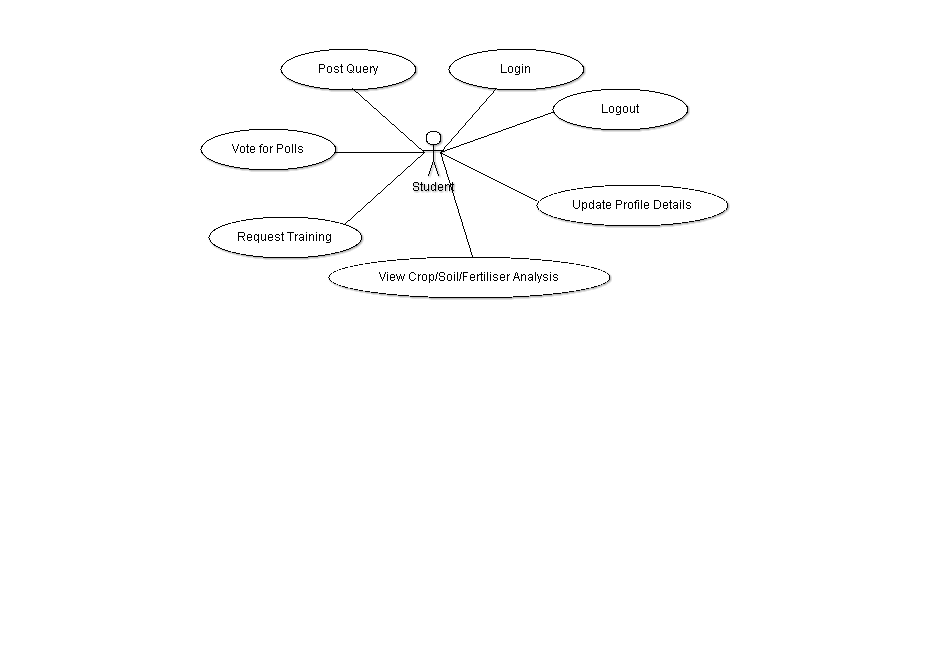 Post Query
Login
Logout
Vote for Polls
Student
Update Profile Details
Request Training
View Crop/Soil/Fertiliser Analysis